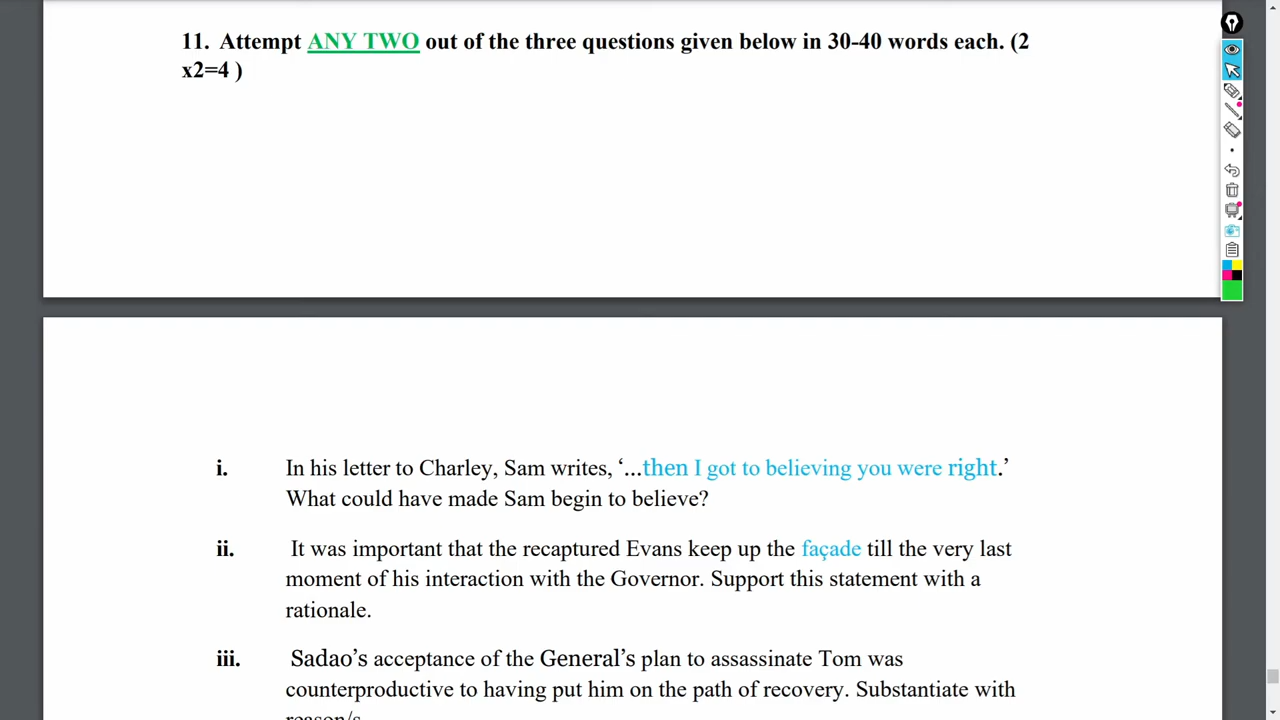 11. Attempt ANY TWO out of the three questions given below in 30-40 words each. (2
x2=4 )
i. In his letter to Charley, Sam writes, ‘...then I got to believing you were right.’
What could have made Sam begin to believe?
ii. It was important that the recaptured Evans keep up the façade till the very last
moment of his interaction with the Governor. Support this statement with a
rationale.
iii. Sadao’s acceptance of the General’s plan to assassinate Tom was
counterproductive to having put him on the path of recovery. Substantiate with
reason/s.